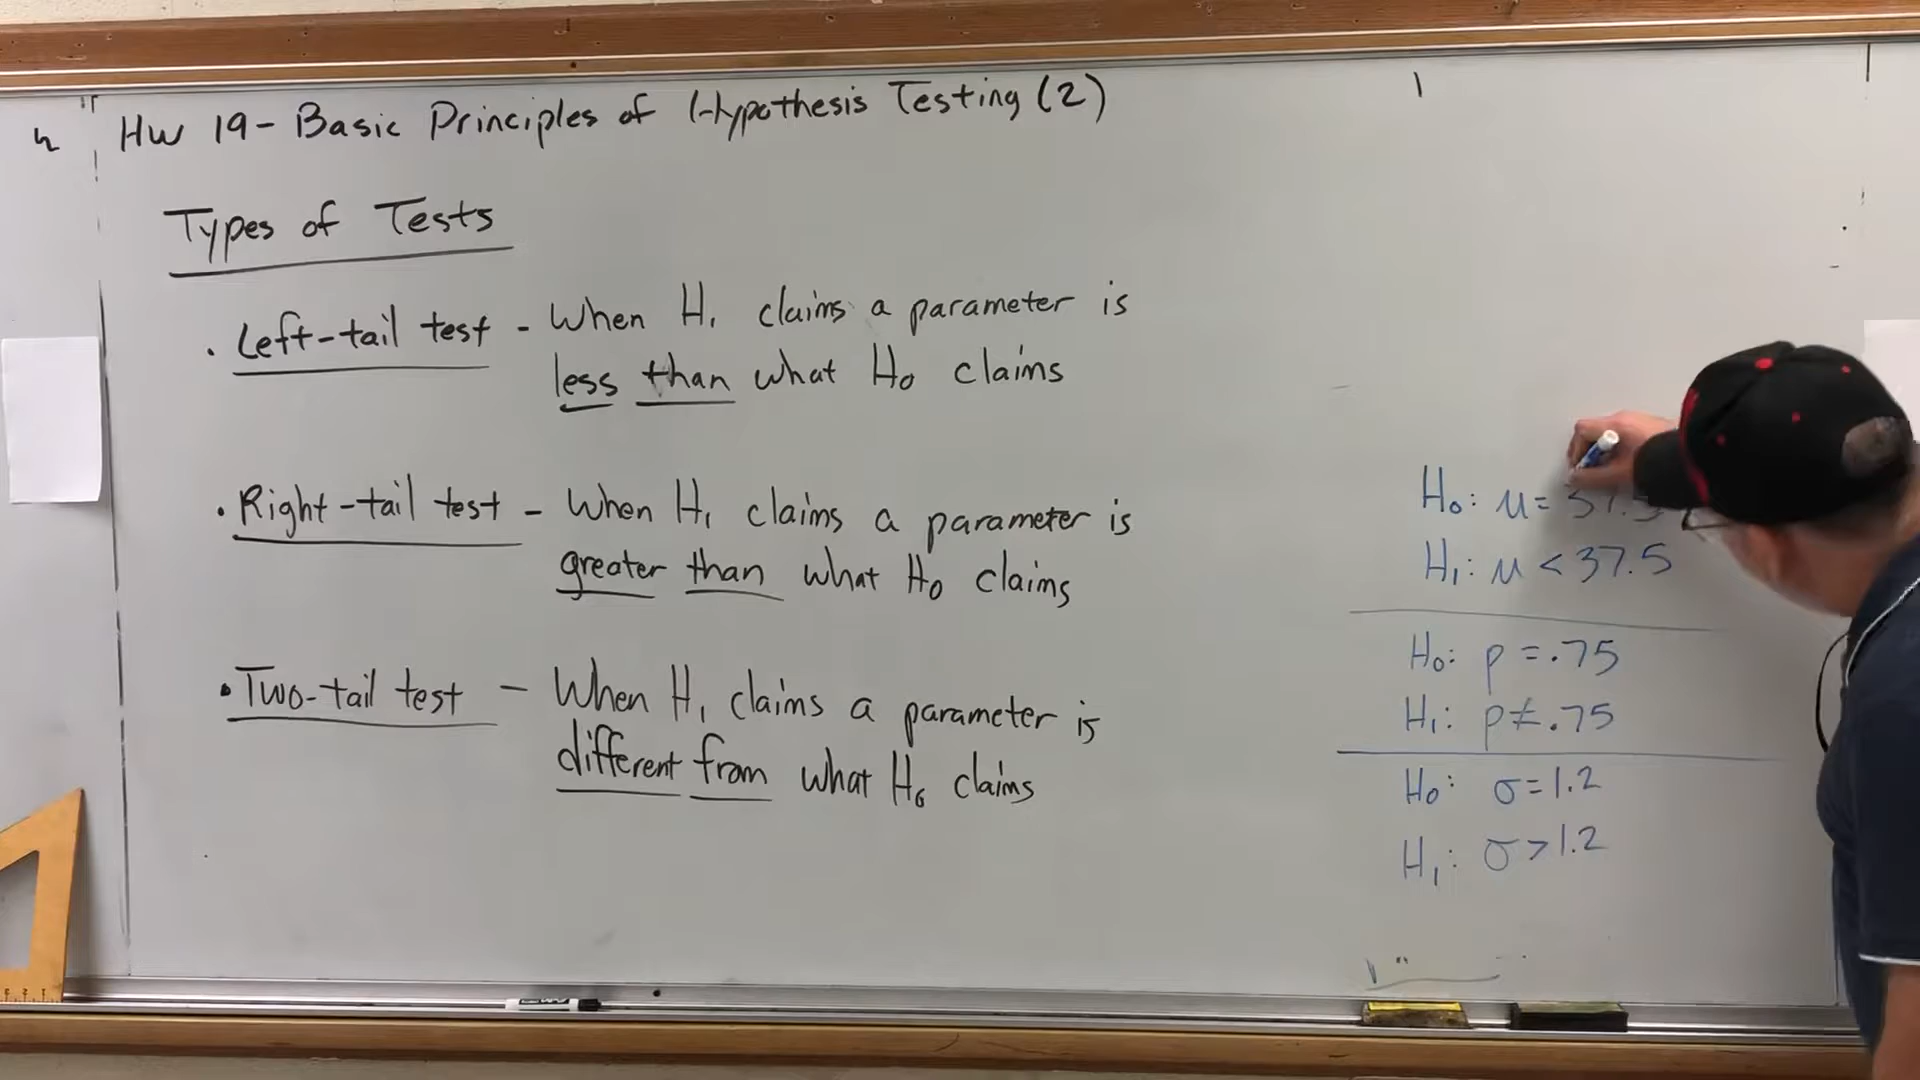 HW 19 - Basic Principles of Hypothesis Testing (2)
Types of Tests
• Left-tail test - When H₁ claims a parameter is
less than what H₀ claims
• Right-tail test - When H₁ claims a parameter is
greater than what H₀ claims
• Two-tail test - When H₁ claims a parameter is
different from what H₀ claims
H₀: μ = 37.5
H₁: μ < 37.5
H₀: p = .75
H₁: p ≠ .75
H₀: σ = 1.2
H₁: σ > 1.2